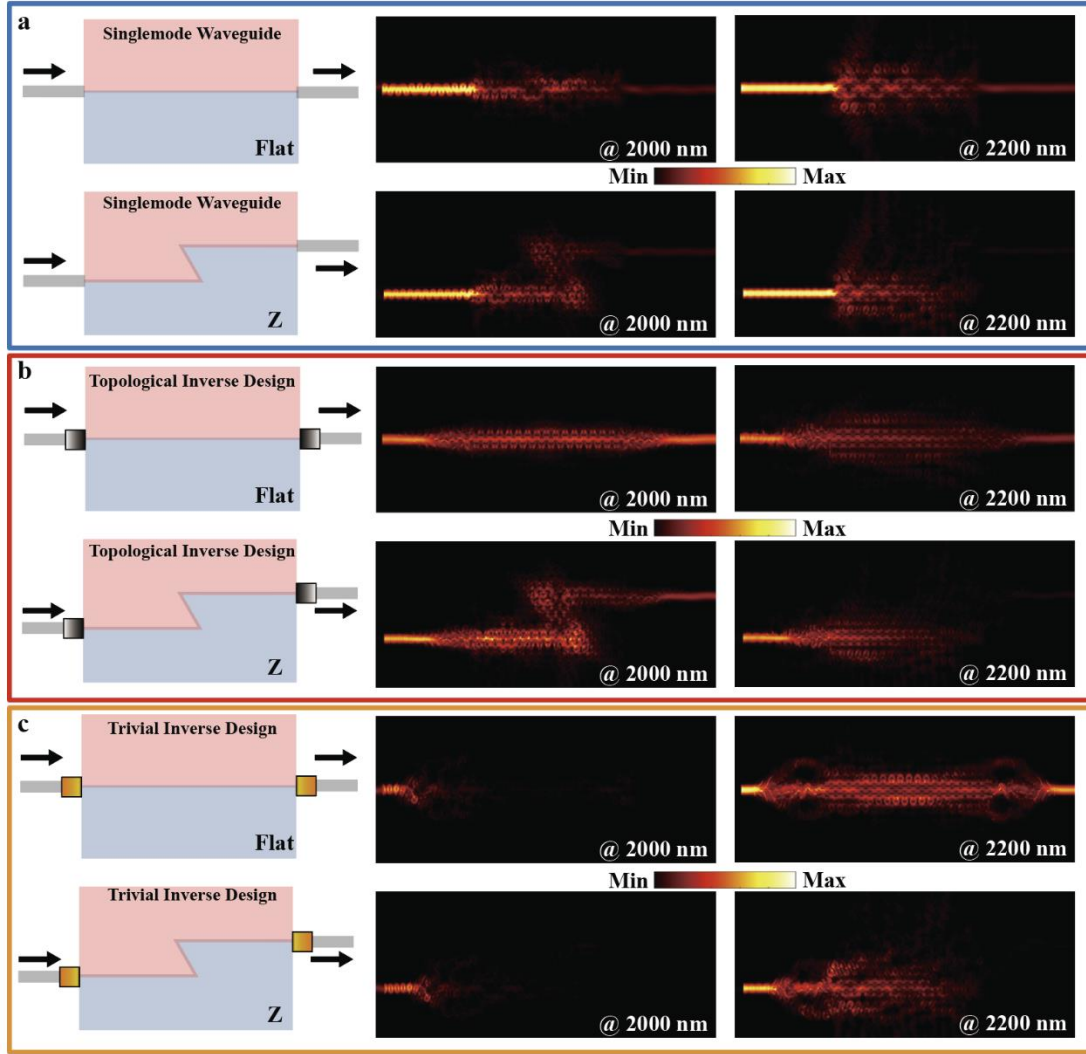 a
Singlemode Waveguide
Flat
@ 2000 nm
@ 2200 nm
Min
Max
Singlemode Waveguide
Z
@ 2000 nm
@ 2200 nm
b
Topological Inverse Design
Flat
@ 2000 nm
@ 2200 nm
Min
Max
Topological Inverse Design
Z
@ 2000 nm
@ 2200 nm
c
Trivial Inverse Design
Flat
@ 2000 nm
@ 2200 nm
Min
Max
Trivial Inverse Design
Z
@ 2000 nm
@ 2200 nm